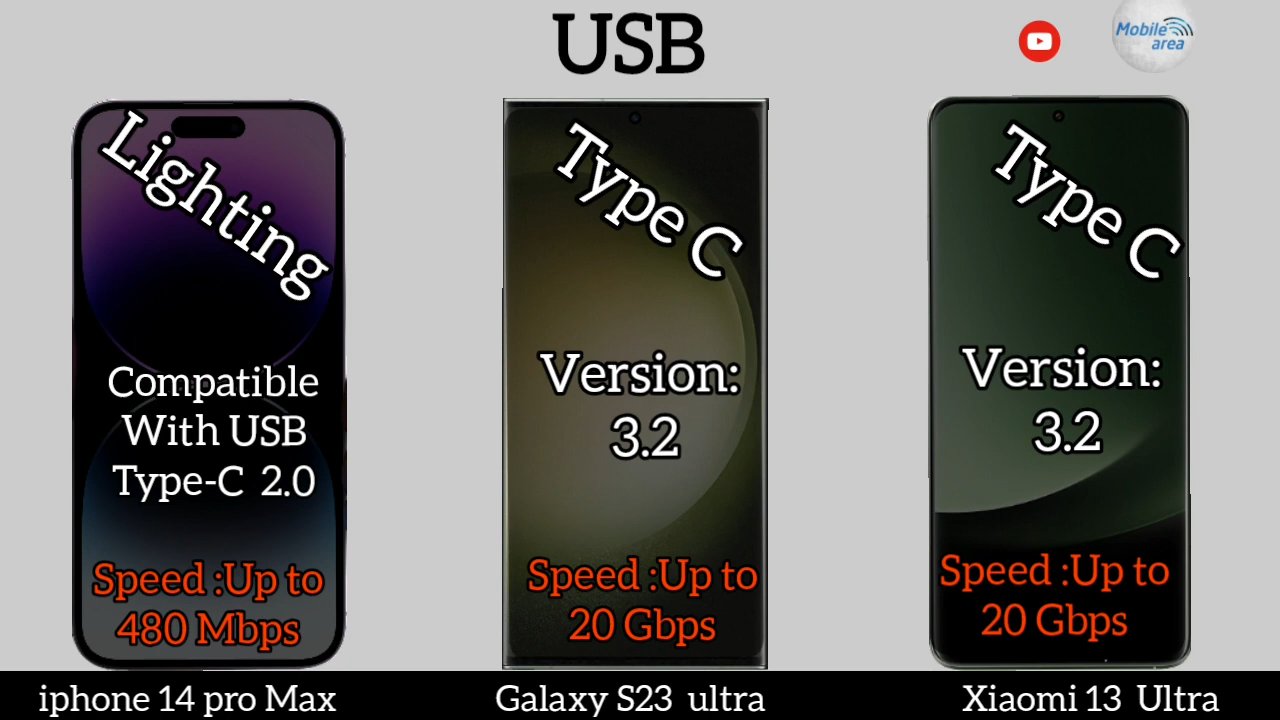 USB
Mobile
area
Lighting
Compatible
With USB
Type-C 2.0
Speed :Up to
480 Mbps
iphone 14 pro Max
Type C
Version:
3.2
Speed :Up to
20 Gbps
Galaxy S23 ultra
Type C
Version:
3.2
Speed :Up to
20 Gbps
Xiaomi 13 Ultra